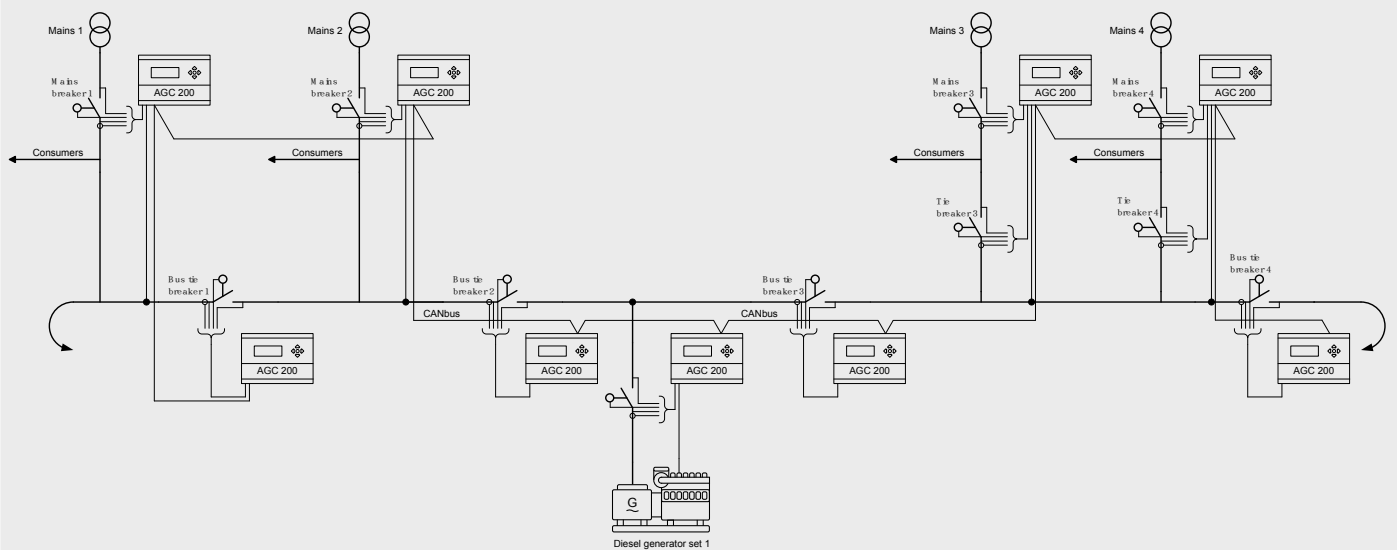 Mains 1
Mains 2
Mains 3
Mains 4
Mains
breaker 1
AGC 200
Mains
breaker 2
AGC 200
Mains
breaker 3
AGC 200
Mains
breaker 4
AGC 200
Consumers
Consumers
Consumers
Consumers
Tie
breaker 3
Tie
breaker 4
Bus tie
breaker 1
Bus tie
breaker 2
Bus tie
breaker 3
Bus tie
breaker 4
CANbus
CANbus
AGC 200
AGC 200
AGC 200
AGC 200
AGC 200
G
~
Diesel generator set 1